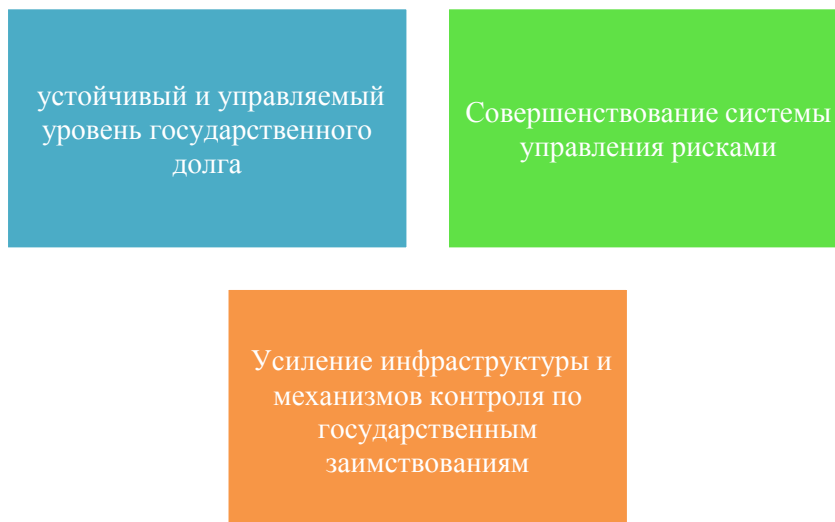 устойчивый и управляемый
уровень государственного
долга
Совершенствование системы
управления рисками
Усиление инфраструктуры и
механизмов контроля по
государственным
заимствованиям